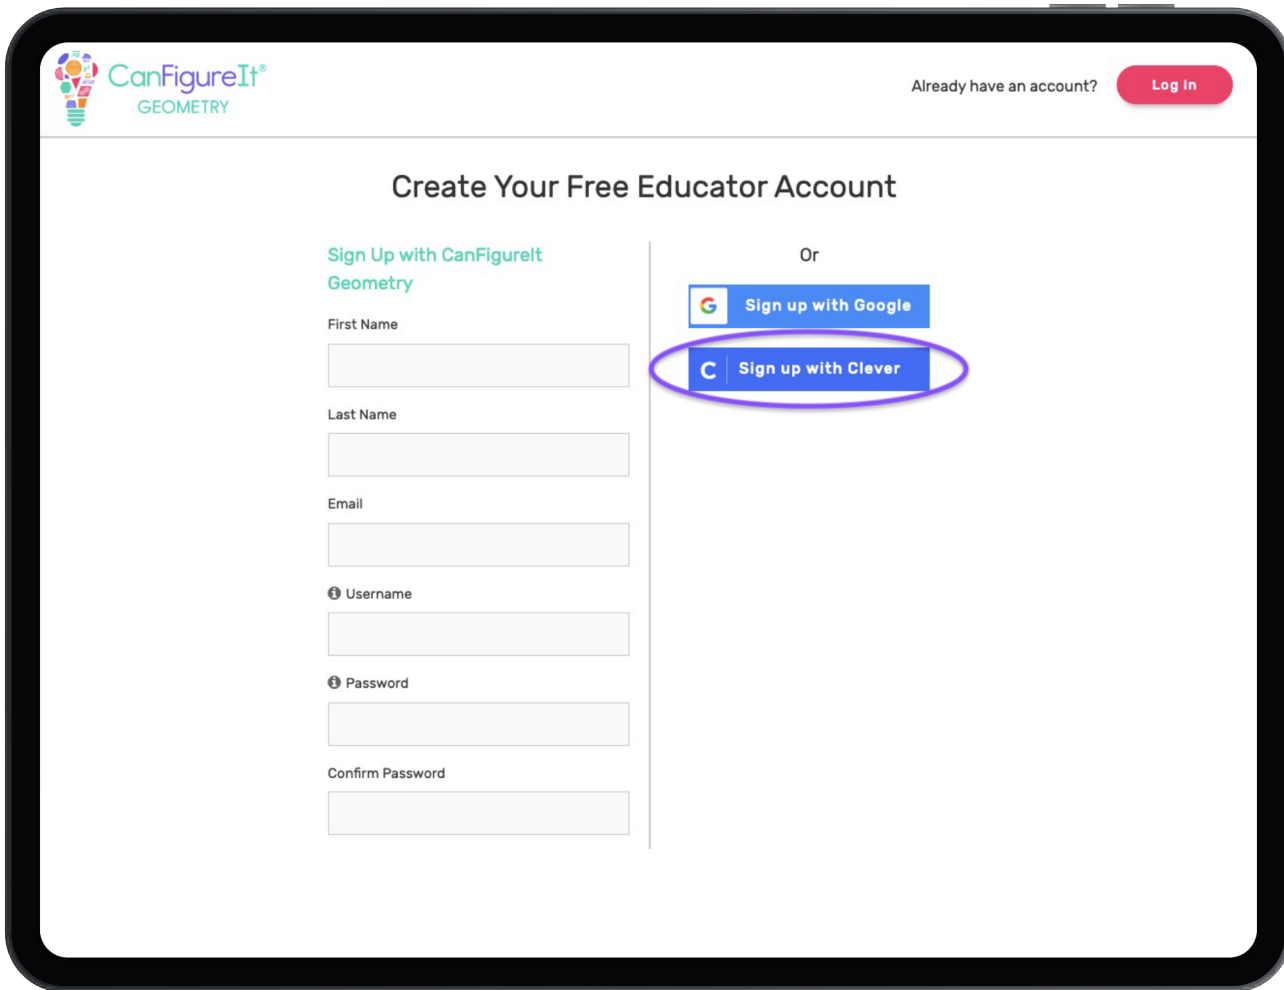 CanFigureIt®
GEOMETRY
Already have an account?
Log In
Create Your Free Educator Account
Sign Up with CanFigureIt
Geometry
First Name
Last Name
Email
Username
Password
Confirm Password
Or
G Sign up with Google
C Sign up with Clever